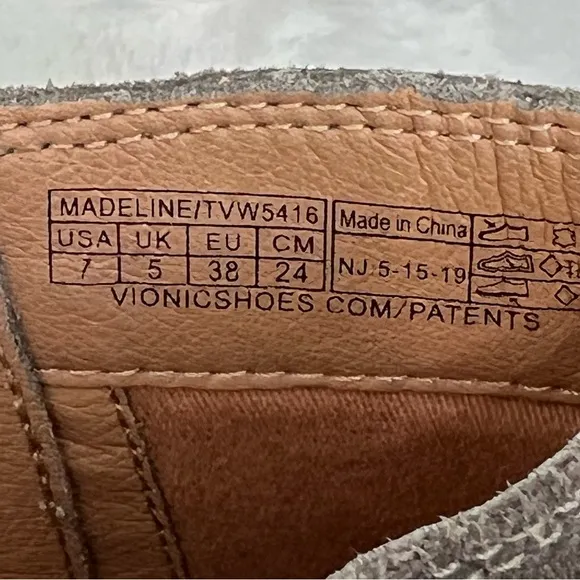 MADELINE/TVW5416
USA UK EU CM
7 5 38 24
Made in China
NJ 5-15-19
VIONICSHOES.COM/PATENTS